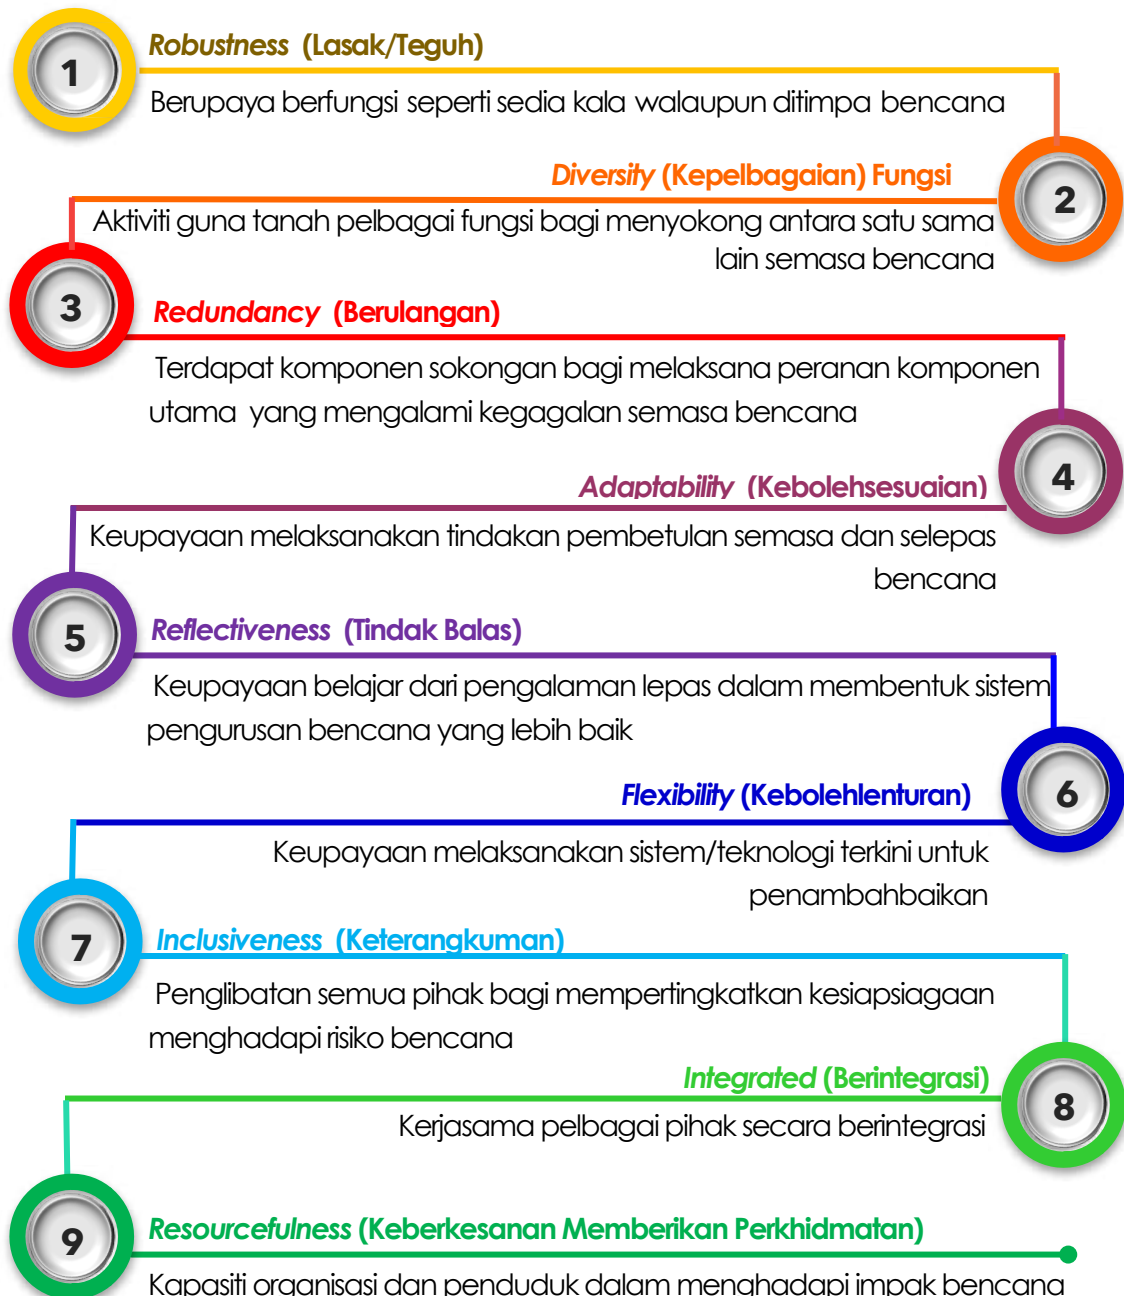 1
Robustness (Lasak/Teguh)
Berupaya berfungsi seperti sedia kala walaupun ditimpa bencana
Diversity (Kepelbagaian) Fungsi
2
Aktiviti guna tanah pelbagai fungsi bagi menyokong antara satu sama
lain semasa bencana
3
Redundancy (Berulangan)
Terdapat komponen sokongan bagi melaksana peranan komponen
utama yang mengalami kegagalan semasa bencana
4
Adaptability (Kebolehsesuaian)
Keupayaan melaksanakan tindakan pembetulan semasa dan selepas
bencana
5
Reflectiveness (Tindak Balas)
Keupayaan belajar dari pengalaman lepas dalam membentuk sistem
pengurusan bencana yang lebih baik
Flexibility (Kebolehlenturan)
6
Keupayaan melaksanakan sistem/teknologi terkini untuk
penambahbaikan
7
Inclusiveness (Keterangkuman)
Penglibatan semua pihak bagi mempertingkatkan kesiapsiagaan
menghadapi risiko bencana
Integrated (Berintegrasi)
8
Kerjasama pelbagai pihak secara berintegrasi
9
Resourcefulness (Keberkesanan Memberikan Perkhidmatan)
Kapasiti organisasi dan penduduk dalam menghadapi impak bencana